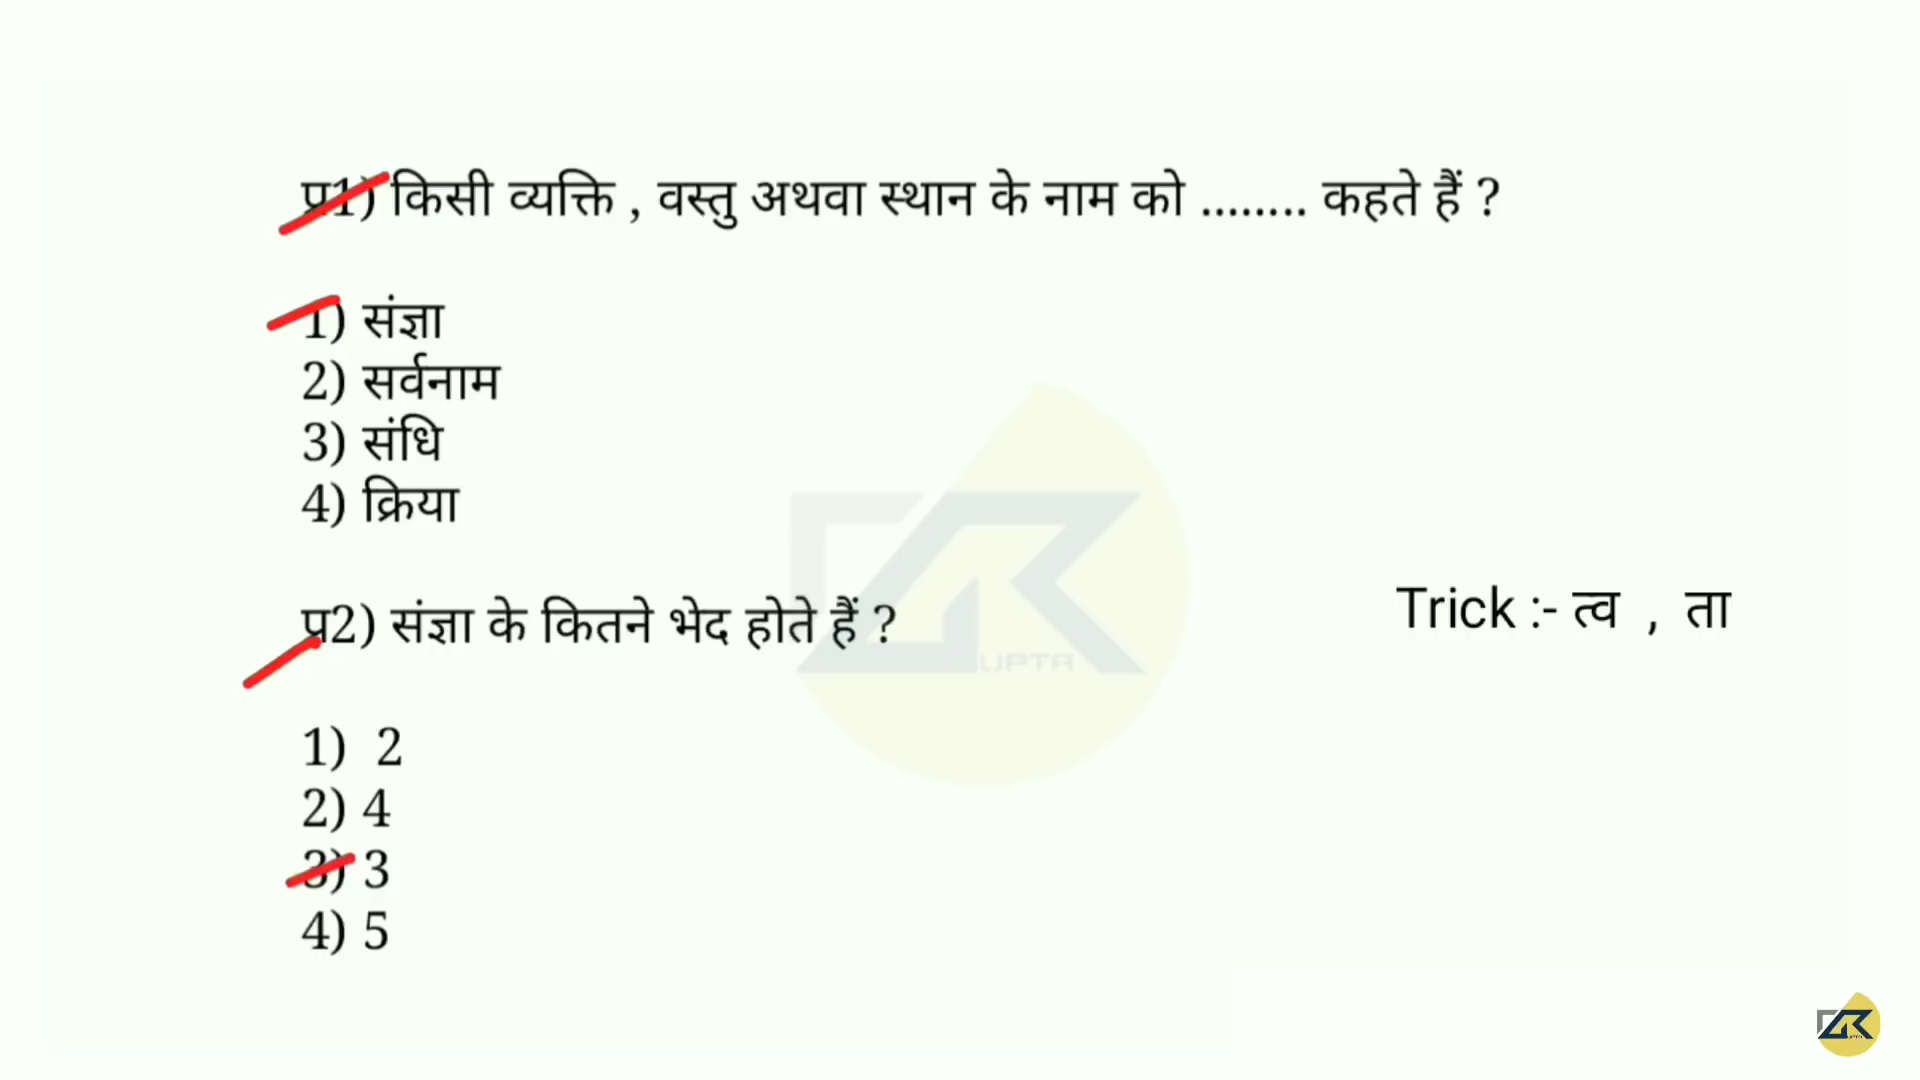 प्र1) किसी व्यक्ति , वस्तु अथवा स्थान के नाम को ........ कहते हैं ?
1) संज्ञा
2) सर्वनाम
3) संधि
4) क्रिया
प्र2) संज्ञा के कितने भेद होते हैं ?
Trick :- त्व , ता
UPTA
1) 2
2) 4
3) 3
4) 5